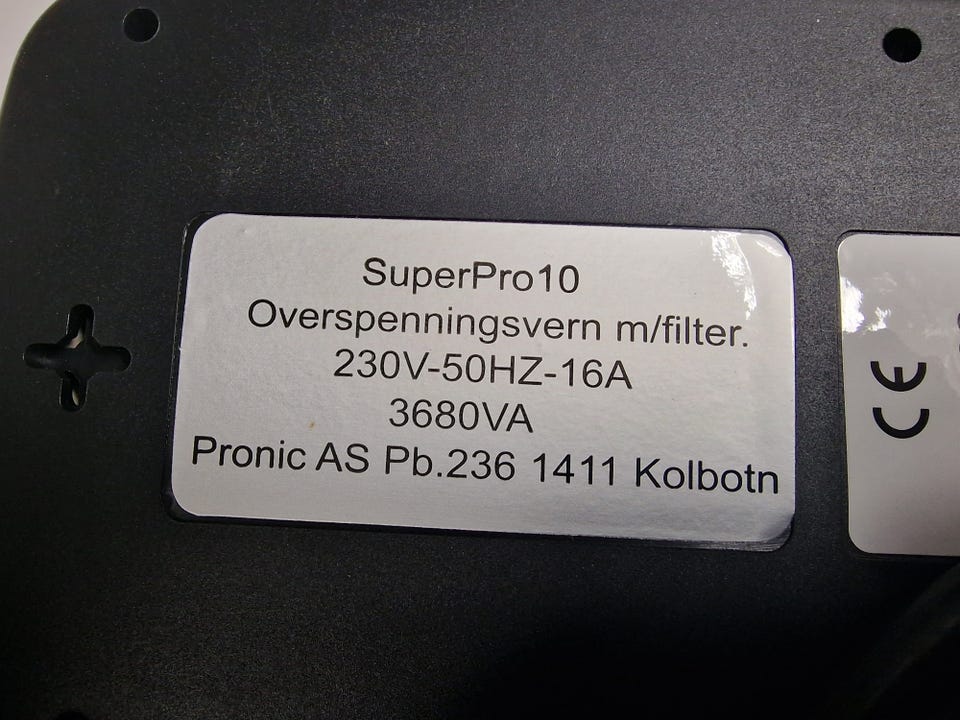 SuperPro10
Overspenningsvern m/filter.
230V-50HZ-16A
3680VA
Pronic AS Pb.236 1411 Kolbotn
CE